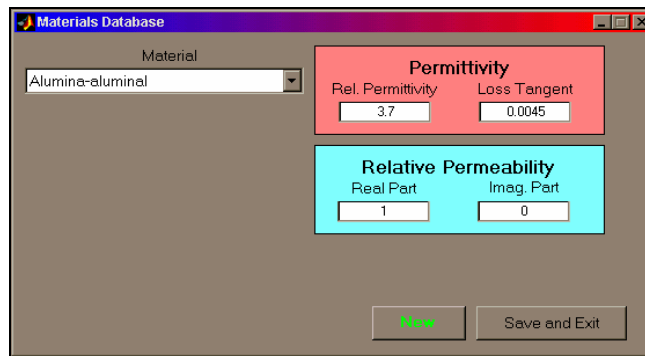 Materials Database
Material
Alumina-aluminal
Permittivity
Rel. Permittivity Loss Tangent
3.7 0.0045
Relative Permeability
Real Part Imag. Part
1 0
New Save and Exit